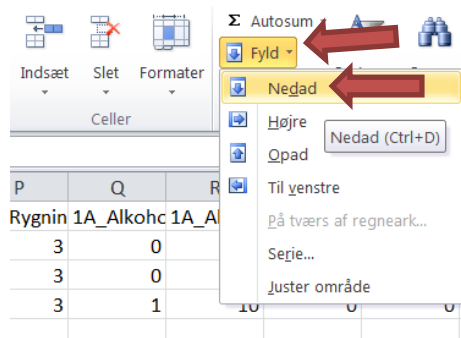 Σ Autosum
Indsæt Slet Formater
Fyld
Celler
Nedad
Højre
Nedad (Ctrl+D)
Opad
Til venstre
På tværs af regneark...
Serie...
Juster område
P Q R
Rygnin 1A_Alkoho 1A_Al
3 0
3 0
3 1 10 0 0